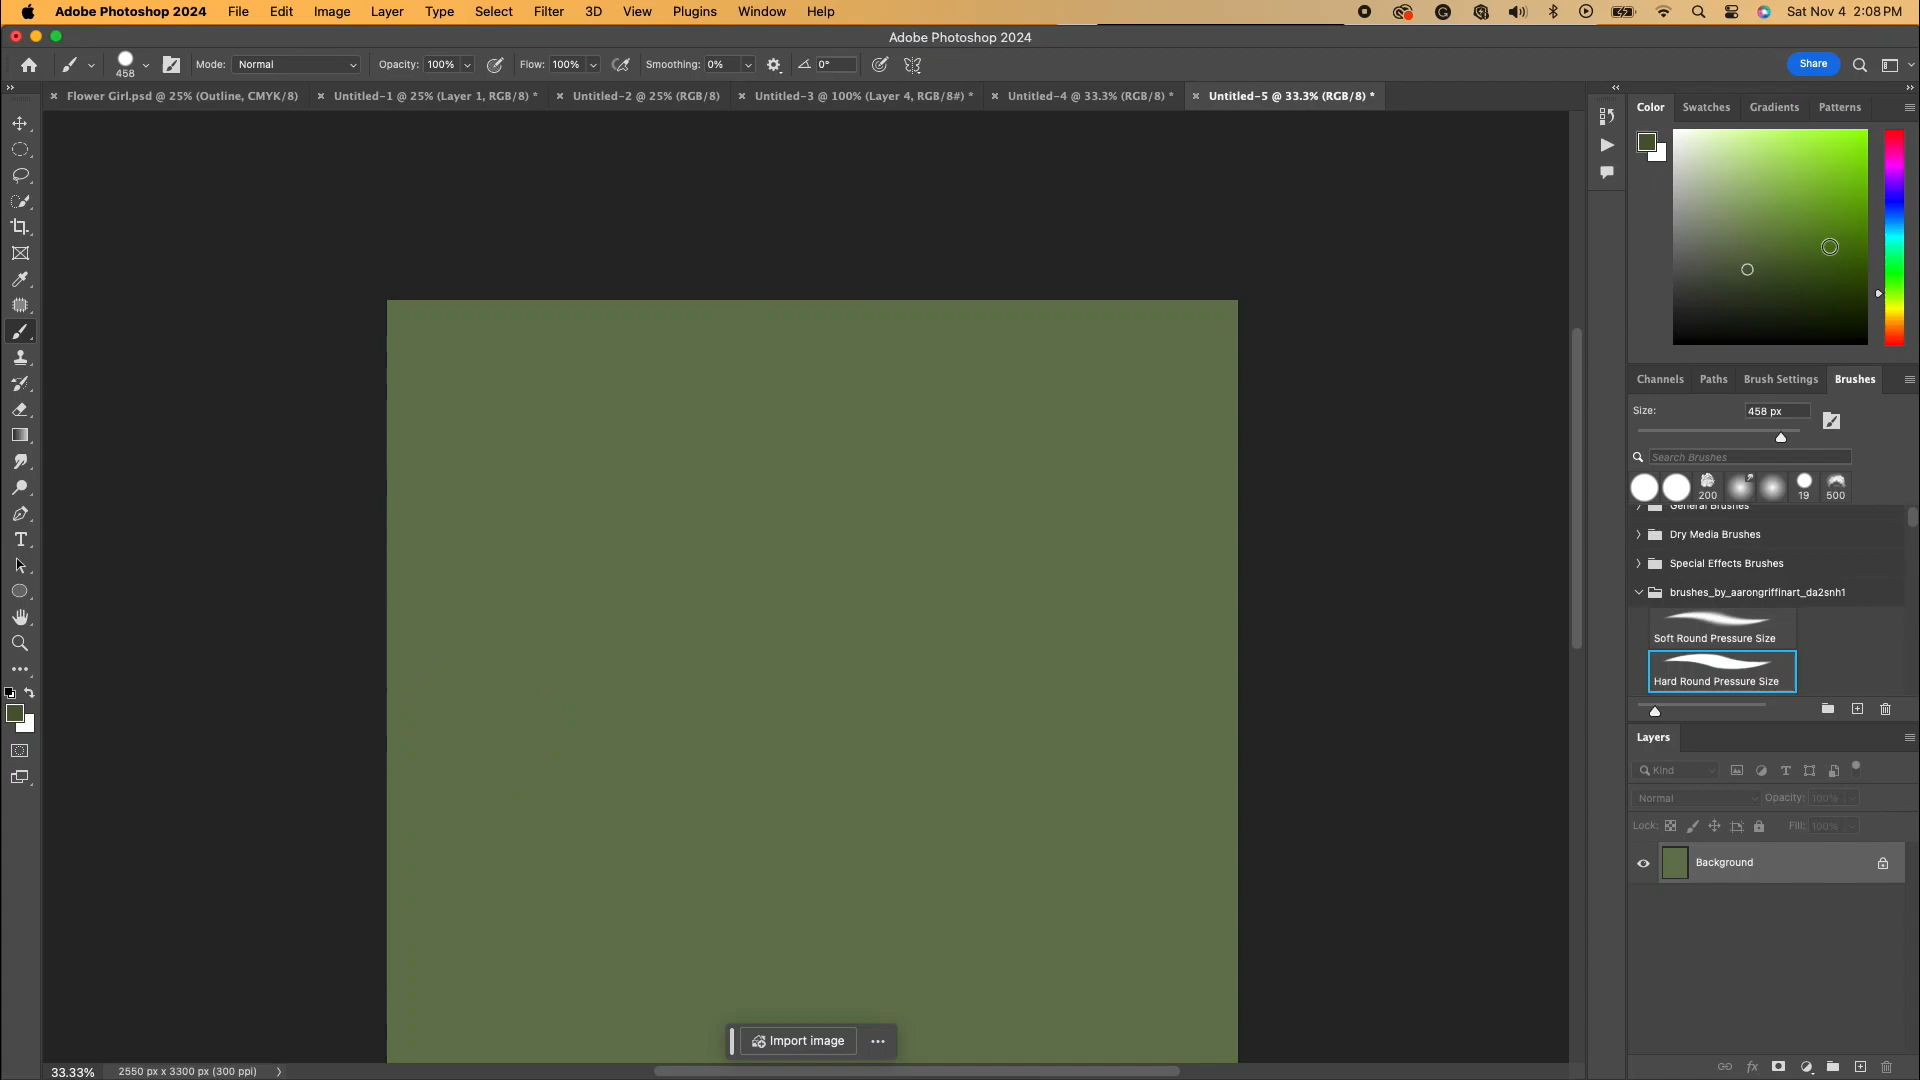 Adobe Photoshop 2024 File Edit Image Layer Type Select Filter 3D View Plugins Window Help Sat Nov 4 2:08 PM
Adobe Photoshop 2024
458 Mode: Normal Opacity: 100% Flow: 100% Smoothing: 0% 0° Share
Flower Girl.psd @ 25% (Outline, CMYK/8) Untitled-1 @ 25% (Layer 1, RGB/8) * Untitled-2 @ 25% (RGB/8) Untitled-3 @ 100% (Layer 4, RGB/8#) * Untitled-4 @ 33.3% (RGB/8) * Untitled-5 @ 33.3% (RGB/8) *
Color Swatches Gradients Patterns
Channels Paths Brush Settings Brushes
Size: 458 px
Search Brushes
200 19 500
General Brushes
Dry Media Brushes
Special Effects Brushes
brushes_by_aarongriffinart_da2snh1
Soft Round Pressure Size
Hard Round Pressure Size
Layers
Kind
Normal Opacity: 100%
Lock: Fill: 100%
Background
Import image
33.33% 2550 px x 3300 px (300 ppi)